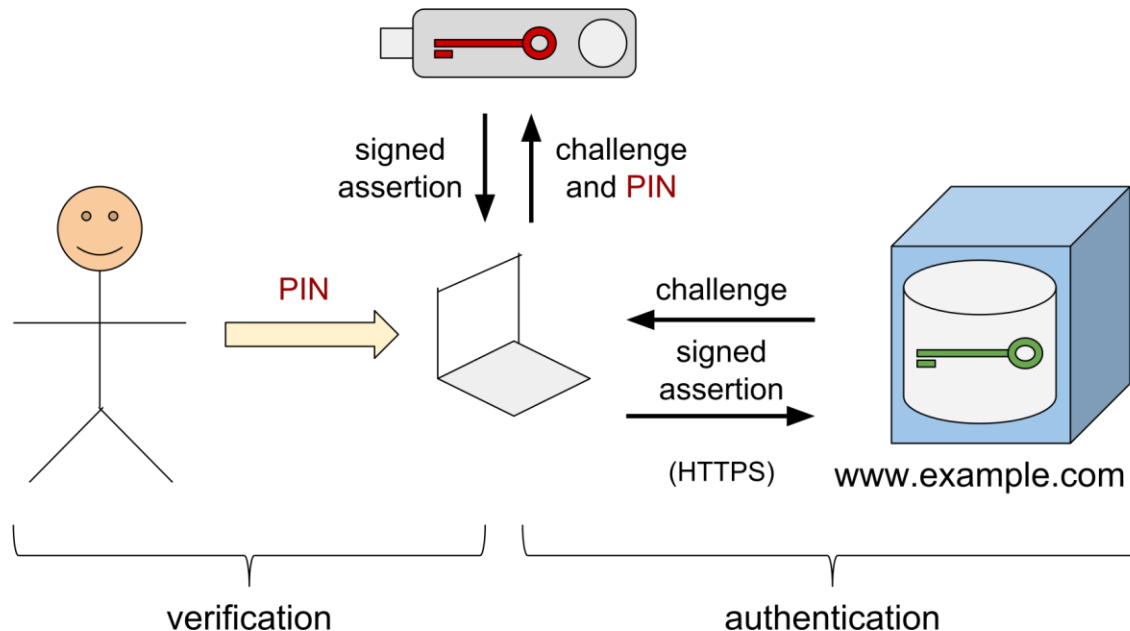 signed
assertion
challenge
and PIN
PIN
challenge
signed
assertion
(HTTPS)
www.example.com
verification
authentication